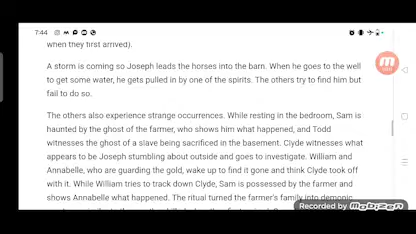 7:44
when they first arrived).
A storm is coming so Joseph leads the horses into the barn. When he goes to the well
to get some water, he gets pulled in by one of the spirits. The others try to find him but
fail to do so.
The others also experience strange occurrences. While resting in the bedroom, Sam is
haunted by the ghost of the farmer, who shows him what happened, and Todd
witnesses the ghost of a slave being sacrificed in the basement. Clyde witnesses what
appears to be Joseph stumbling about outside and goes to investigate. William and
Annabelle, who are guarding the gold, wake up to find it gone and think Clyde took off
with it. While William tries to track down Clyde, Sam is possessed by the farmer and
shows Annabelle what happened. The ritual turned the farmer's family into demonic
Recorded by Mobizen